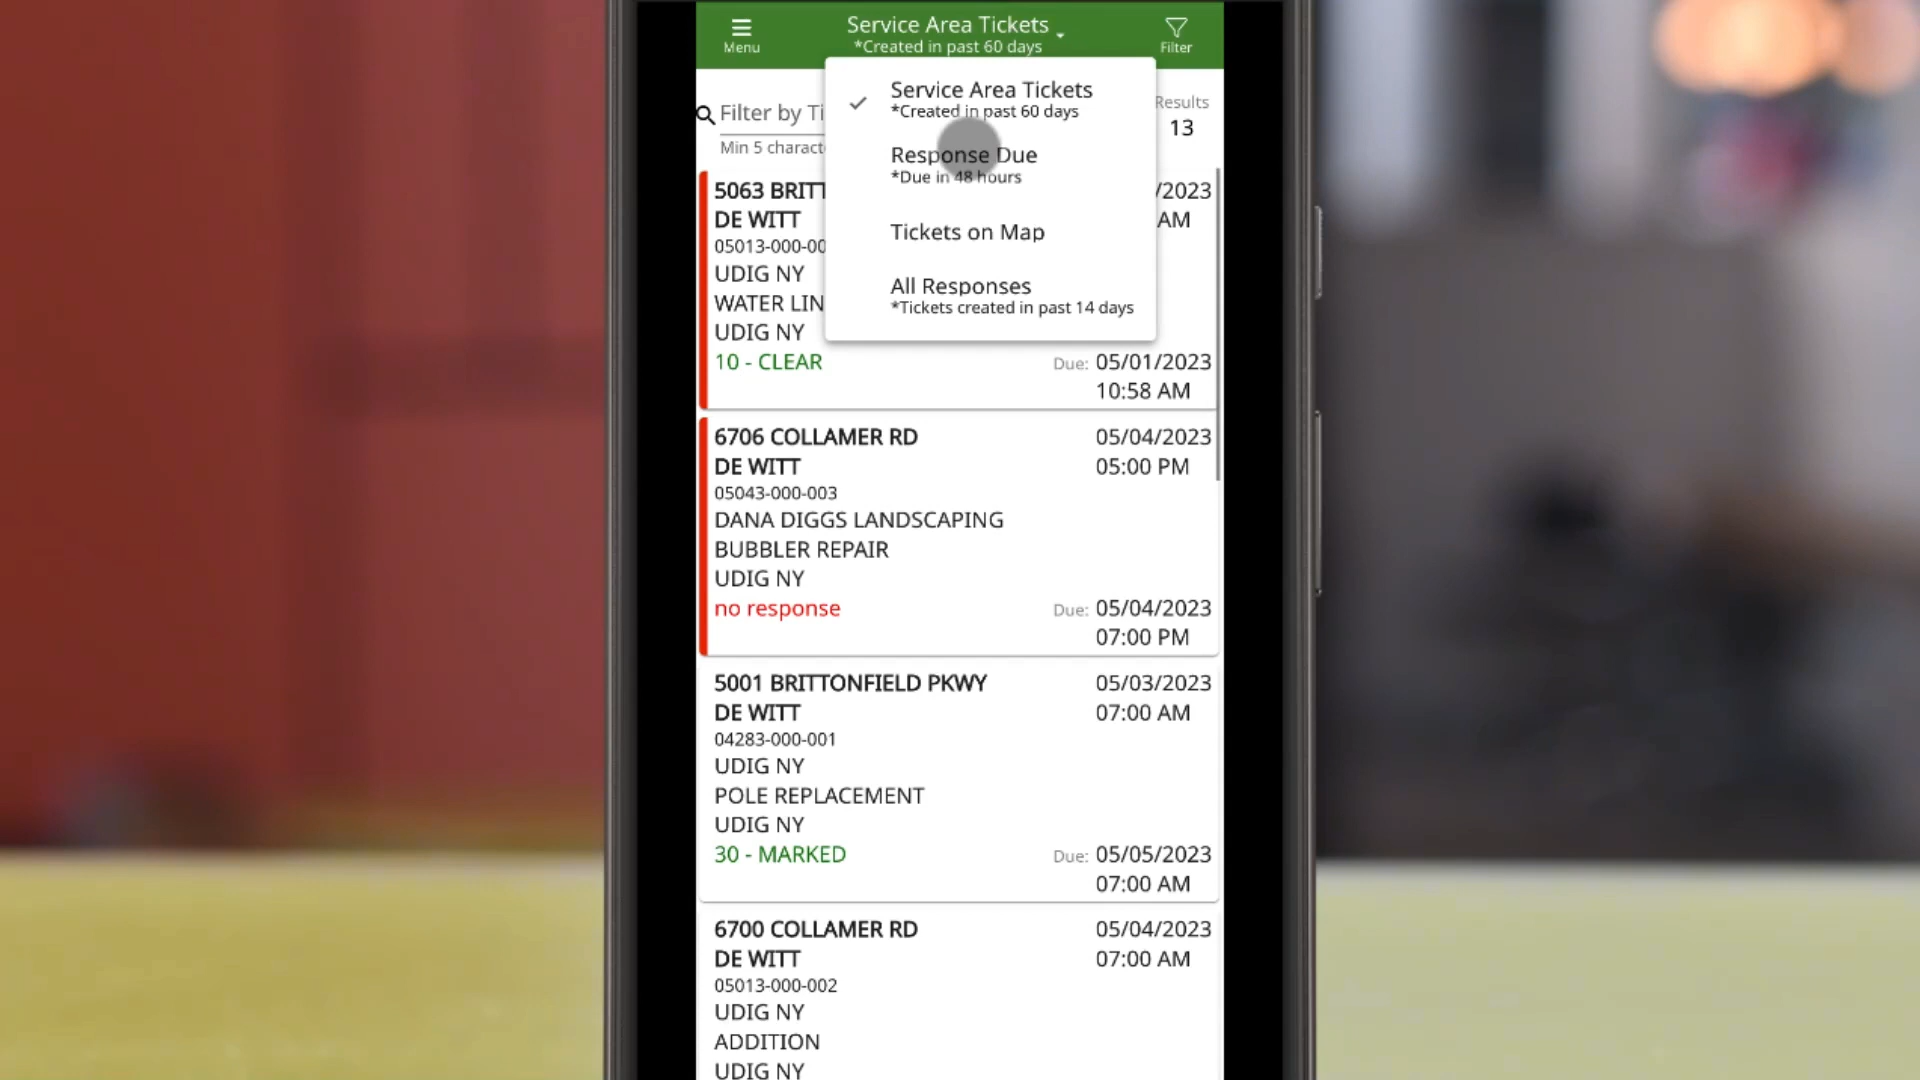 Menu
Service Area Tickets
*Created in past 60 days
Filter
Service Area Tickets
*Created in past 60 days
Response Due
*Due in 48 hours
Tickets on Map
All Responses
*Tickets created in past 14 days
Filter by Ti
Min 5 charact
Results
13
5063 BRITT
/2023
DE WITT
AM
05013-000-00
UDIG NY
WATER LIN
UDIG NY
10 - CLEAR
Due: 05/01/2023
10:58 AM
6706 COLLAMER RD
05/04/2023
DE WITT
05:00 PM
05043-000-003
DANA DIGGS LANDSCAPING
BUBBLER REPAIR
UDIG NY
no response
Due: 05/04/2023
07:00 PM
5001 BRITTONFIELD PKWY
05/03/2023
DE WITT
07:00 AM
04283-000-001
UDIG NY
POLE REPLACEMENT
UDIG NY
30 - MARKED
Due: 05/05/2023
07:00 AM
6700 COLLAMER RD
05/04/2023
DE WITT
07:00 AM
05013-000-002
UDIG NY
ADDITION
UDIG NY